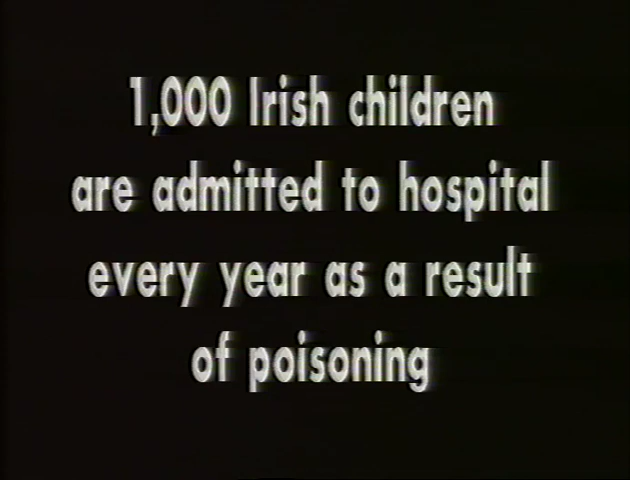 1,000 Irish children
are admitted to hospital
every year as a result
of poisoning